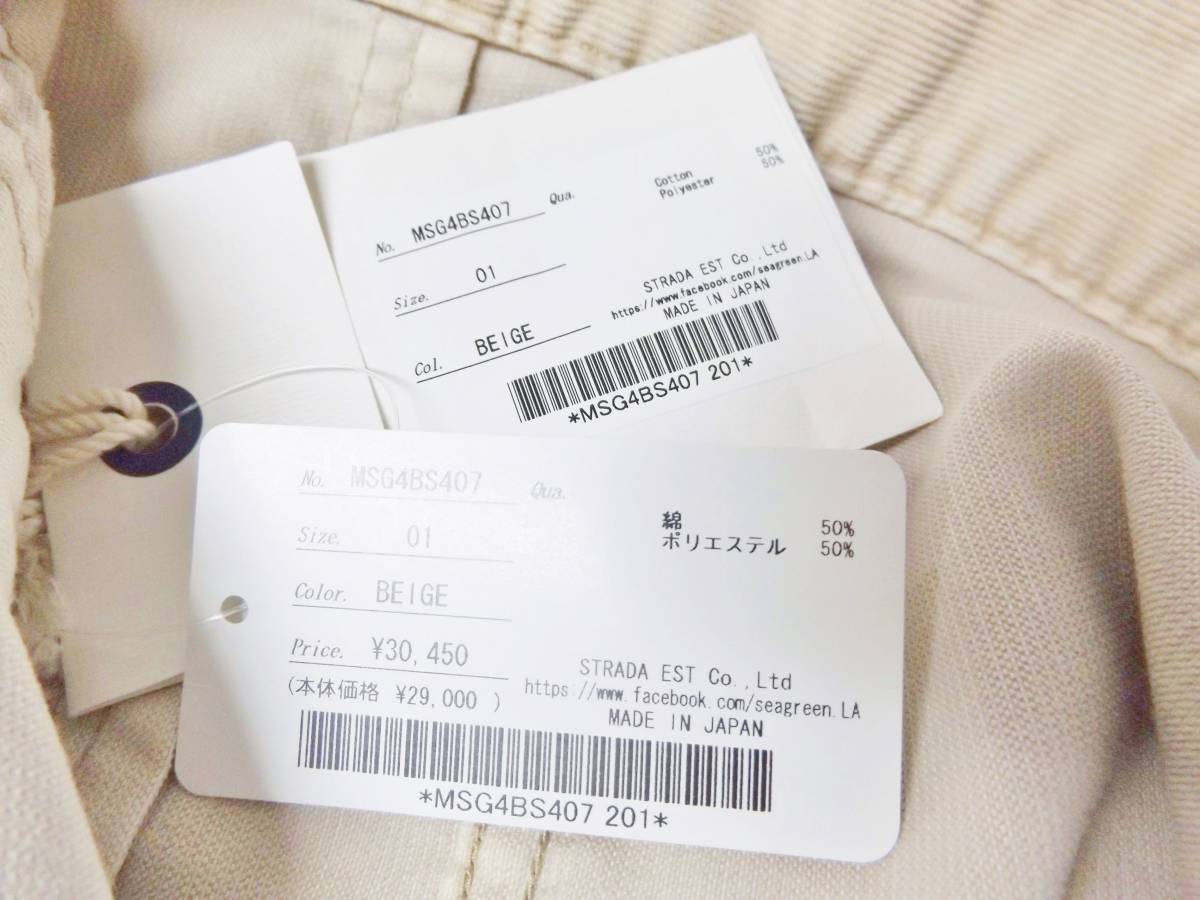 No. MSG4BS407 Qua.
Size. 01
Col. BEIGE
Cotton 50%
Polyester 50%
STRADA EST Co.,Ltd
https://www.facebook.com/seagreen.LA
MADE IN JAPAN
*MSG4BS407 201*
No. MSG4BS407 Qua.
Size. 01
Color. BEIGE
Price. ¥30,450
(本体価格 ¥29,000 )
綿 50%
ポリエステル 50%
STRADA EST Co.,Ltd
https://www.facebook.com/seagreen.LA
MADE IN JAPAN
*MSG4BS407 201*